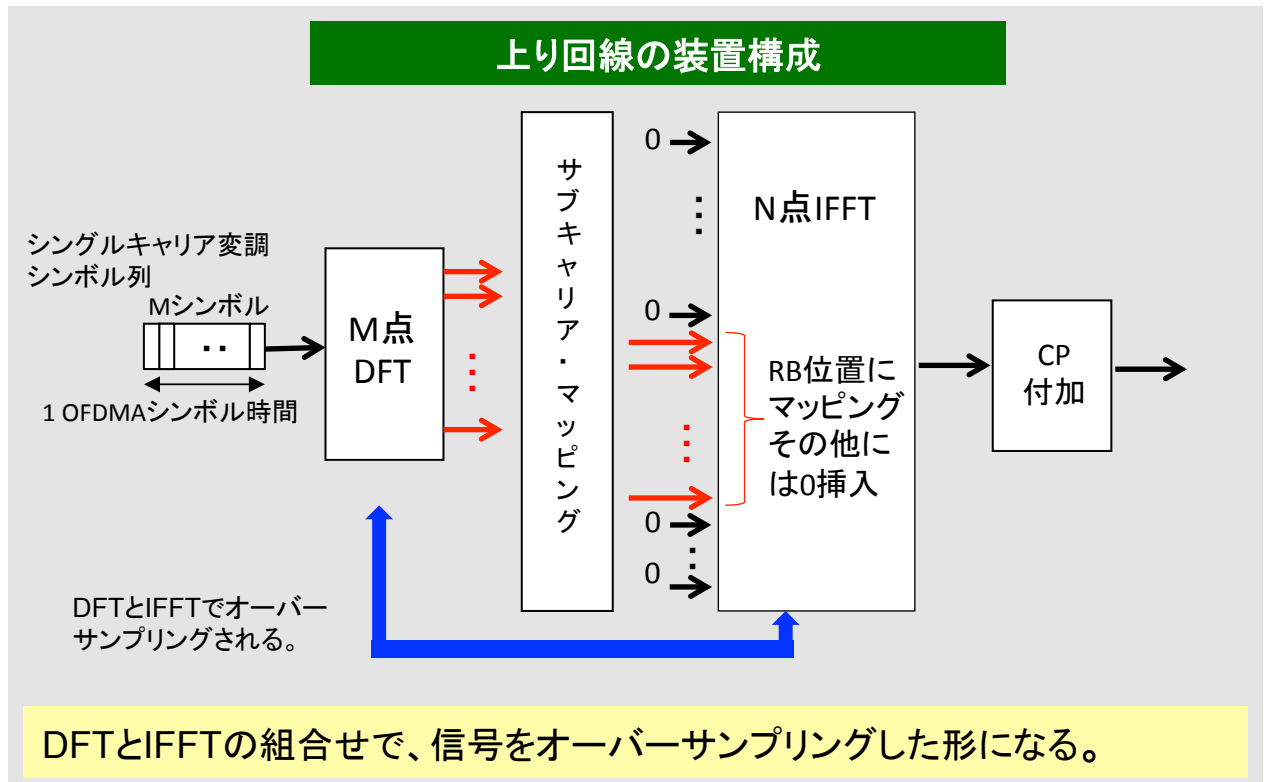 上り回線の装置構成
シングルキャリア変調
シンボル列
Mシンボル
‥
1 OFDMAシンボル時間
M点
DFT
サブキャリア・マッピング
0
0
0
0
N点IFFT
RB位置に
マッピング
その他に
は0挿入
CP
付加
DFTとIFFTでオーバー
サンプリングされる。
DFTとIFFTの組合せで、信号をオーバーサンプリングした形になる。